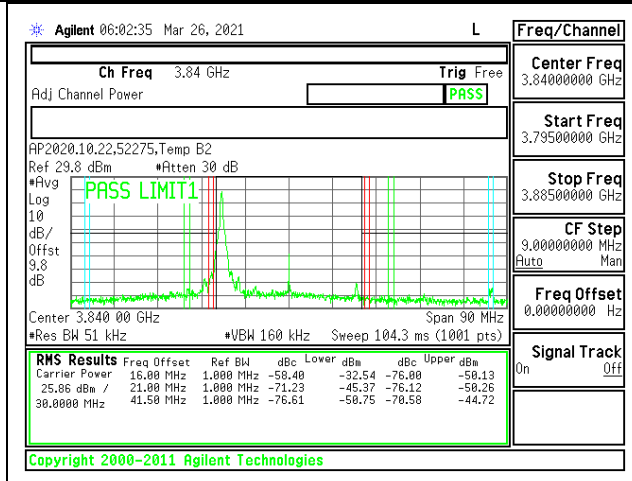 Agilent 06:02:35 Mar 26, 2021 L Freq/Channel
Ch Freq 3.84 GHz Trig Free
Adj Channel Power PASS
Center Freq
3.84000000 GHz
Start Freq
3.79500000 GHz
AP2020.10.22,52275,Temp B2
Ref 29.8 dBm #Atten 30 dB
#Avg
Log
10
dB/
Offst
9.8
dB
PASS LIMIT1
Stop Freq
3.88500000 GHz
CF Step
9.00000000 MHz
Auto Man
Center 3.840 00 GHz Span 90 MHz
#Res BW 51 kHz #VBW 160 kHz Sweep 104.3 ms (1001 pts)
Freq Offset
0.00000000 Hz
Signal Track
On Off
RMS Results Freq Offset Ref BW dBc Lower dBm dBc Upper dBm
Carrier Power 16.00 MHz 1.000 MHz -58.40 -32.54 -76.00 -50.13
25.86 dBm / 21.00 MHz 1.000 MHz -71.23 -45.37 -76.12 -50.26
30.0000 MHz 41.50 MHz 1.000 MHz -76.61 -50.75 -70.58 -44.72
Copyright 2000-2011 Agilent Technologies